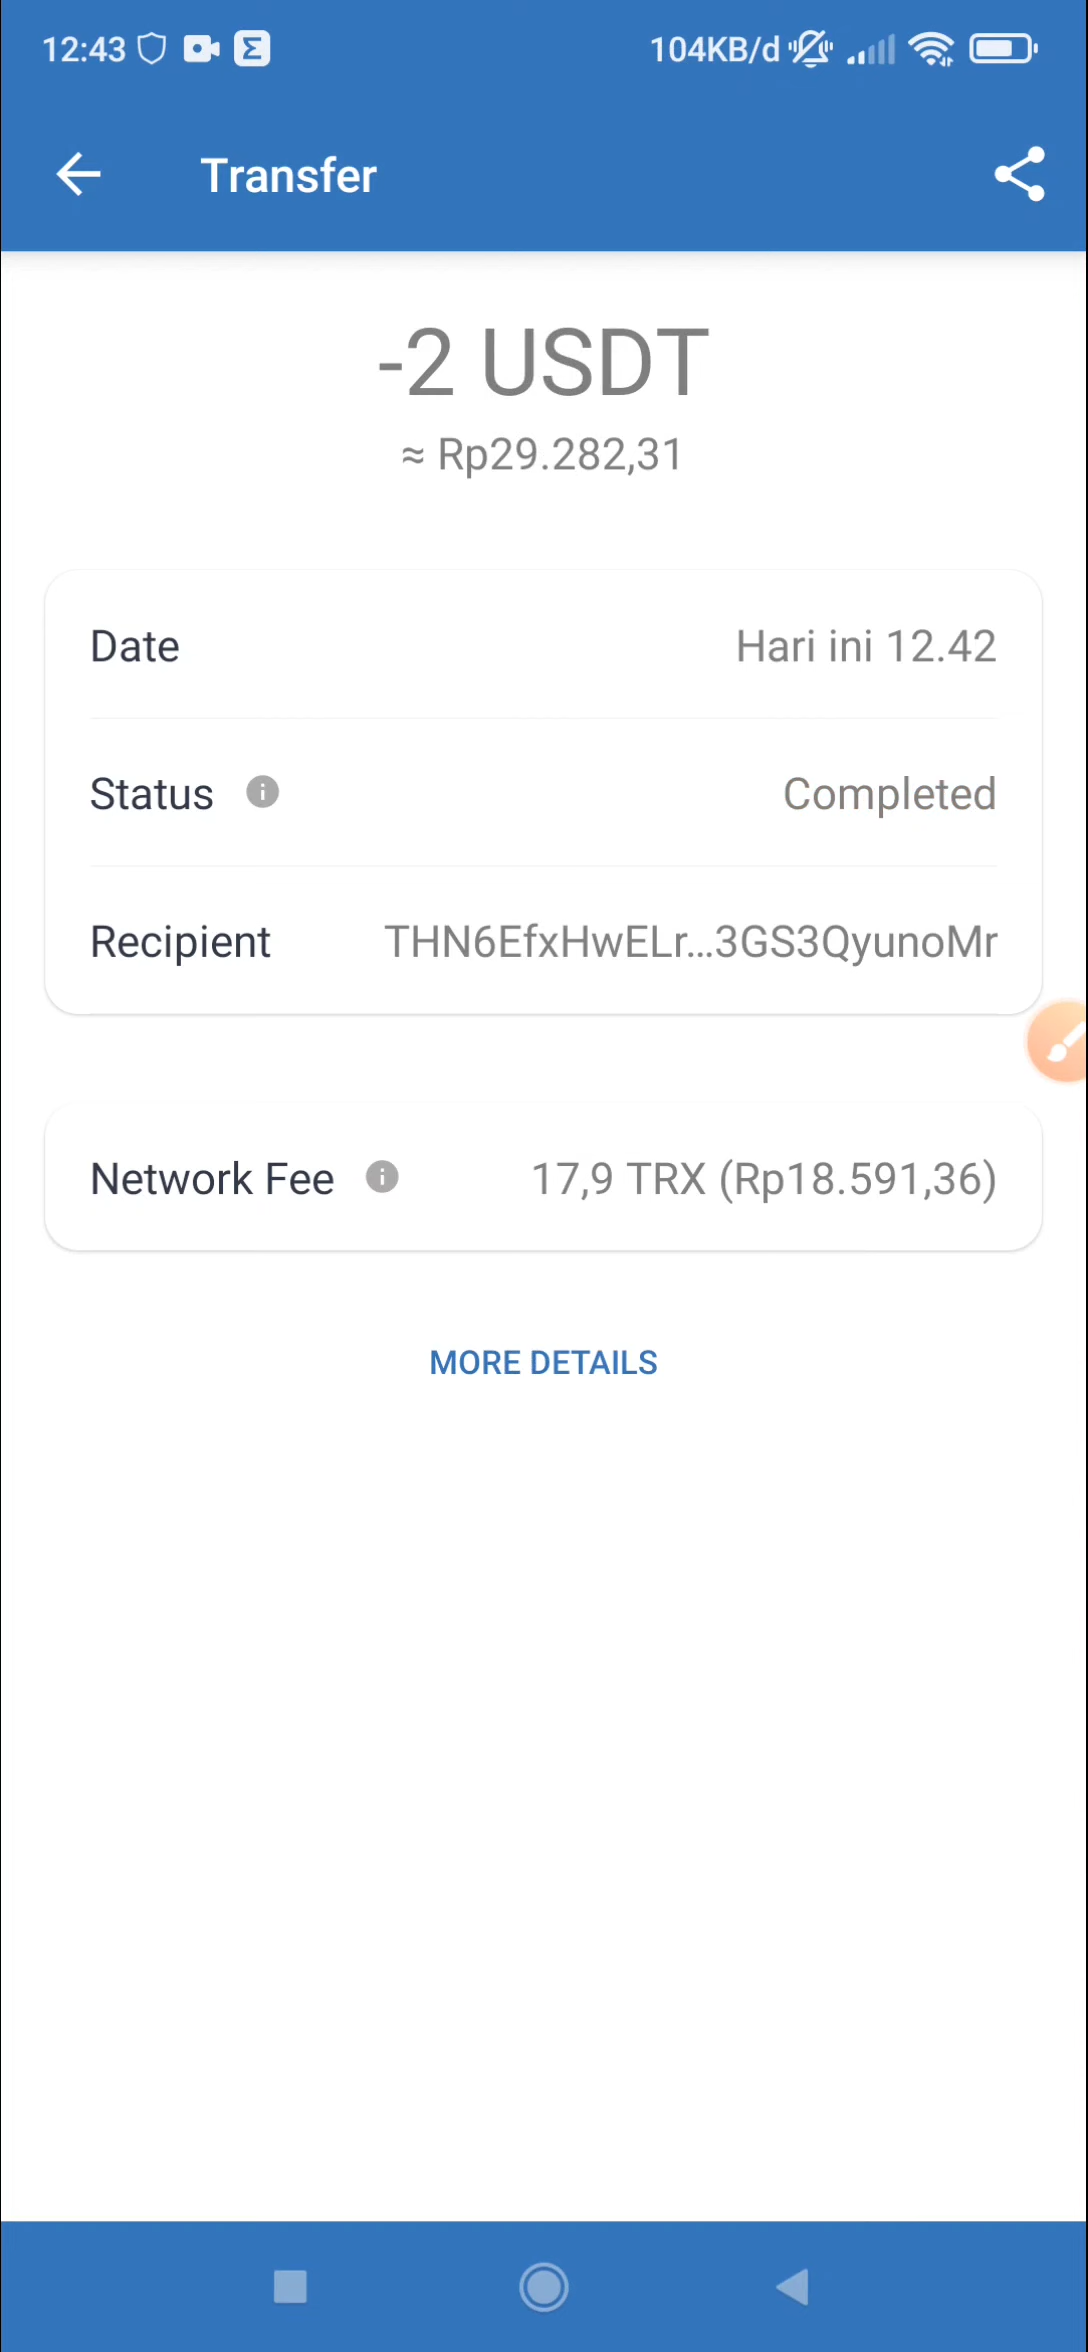 12:43 104KB/d
Transfer
-2 USDT
≈ Rp29.282,31
Date Hari ini 12.42
Status Completed
Recipient THN6EfxHwELr...3GS3QyunoMr
Network Fee 17,9 TRX (Rp18.591,36)
MORE DETAILS